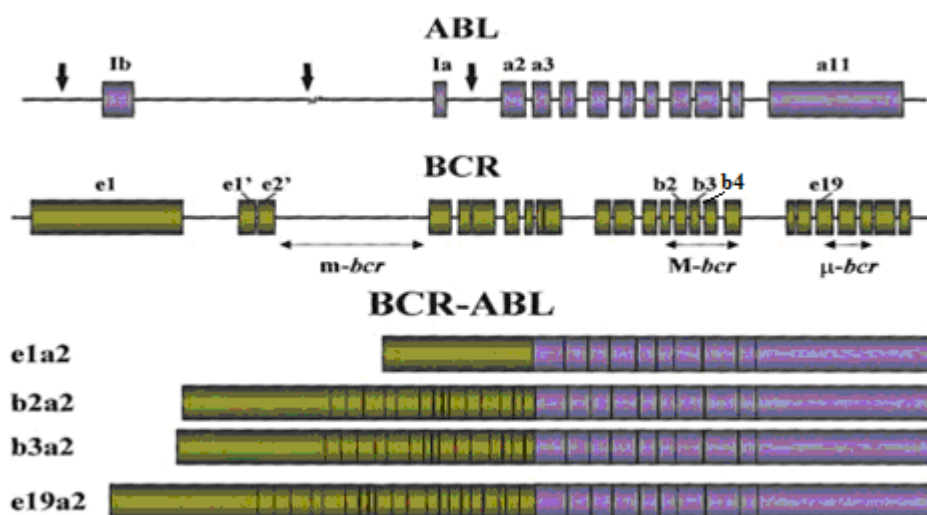 ABL
Ib Ia a2 a3 a11
BCR
e1 e1' e2' b2 b3 b4 e19
m-bcr M-bcr μ-bcr
BCR-ABL
e1a2
b2a2
b3a2
e19a2